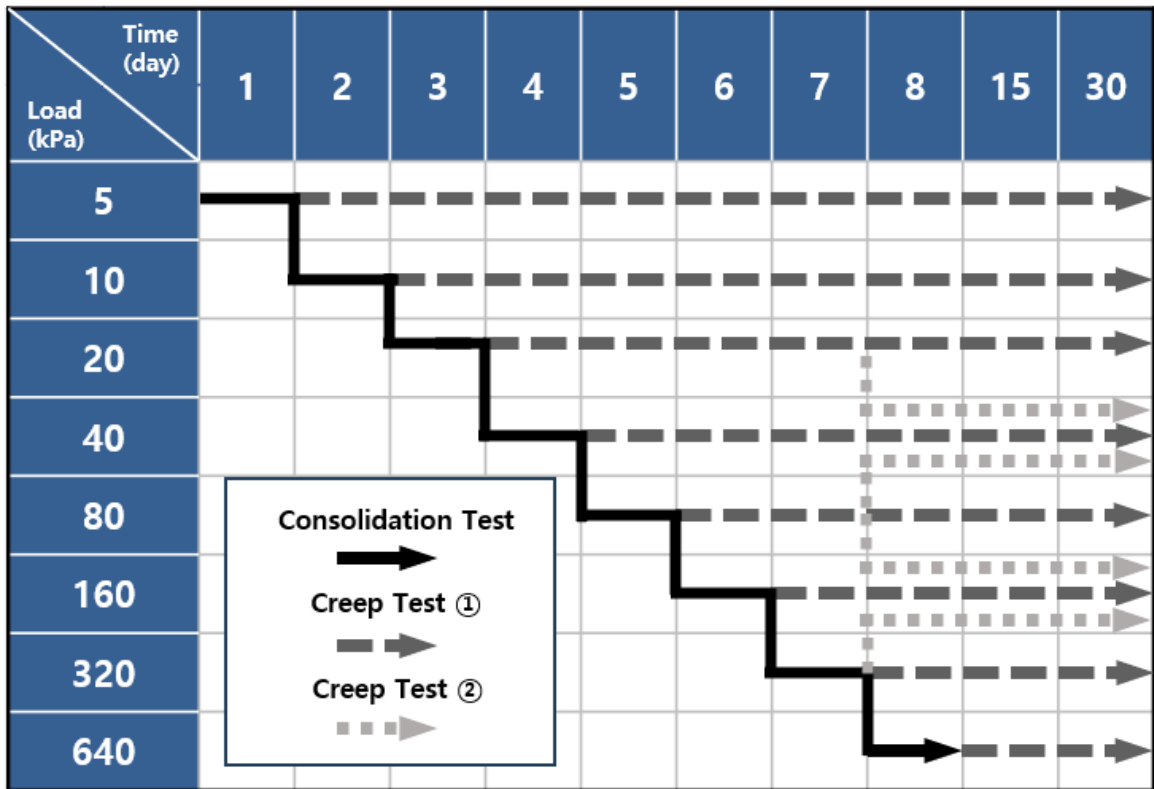 Time
(day)
Load
(kPa)
1 2 3 4 5 6 7 8 15 30
5
10
20
40
80
160
320
640
Consolidation Test
Creep Test ①
Creep Test ②